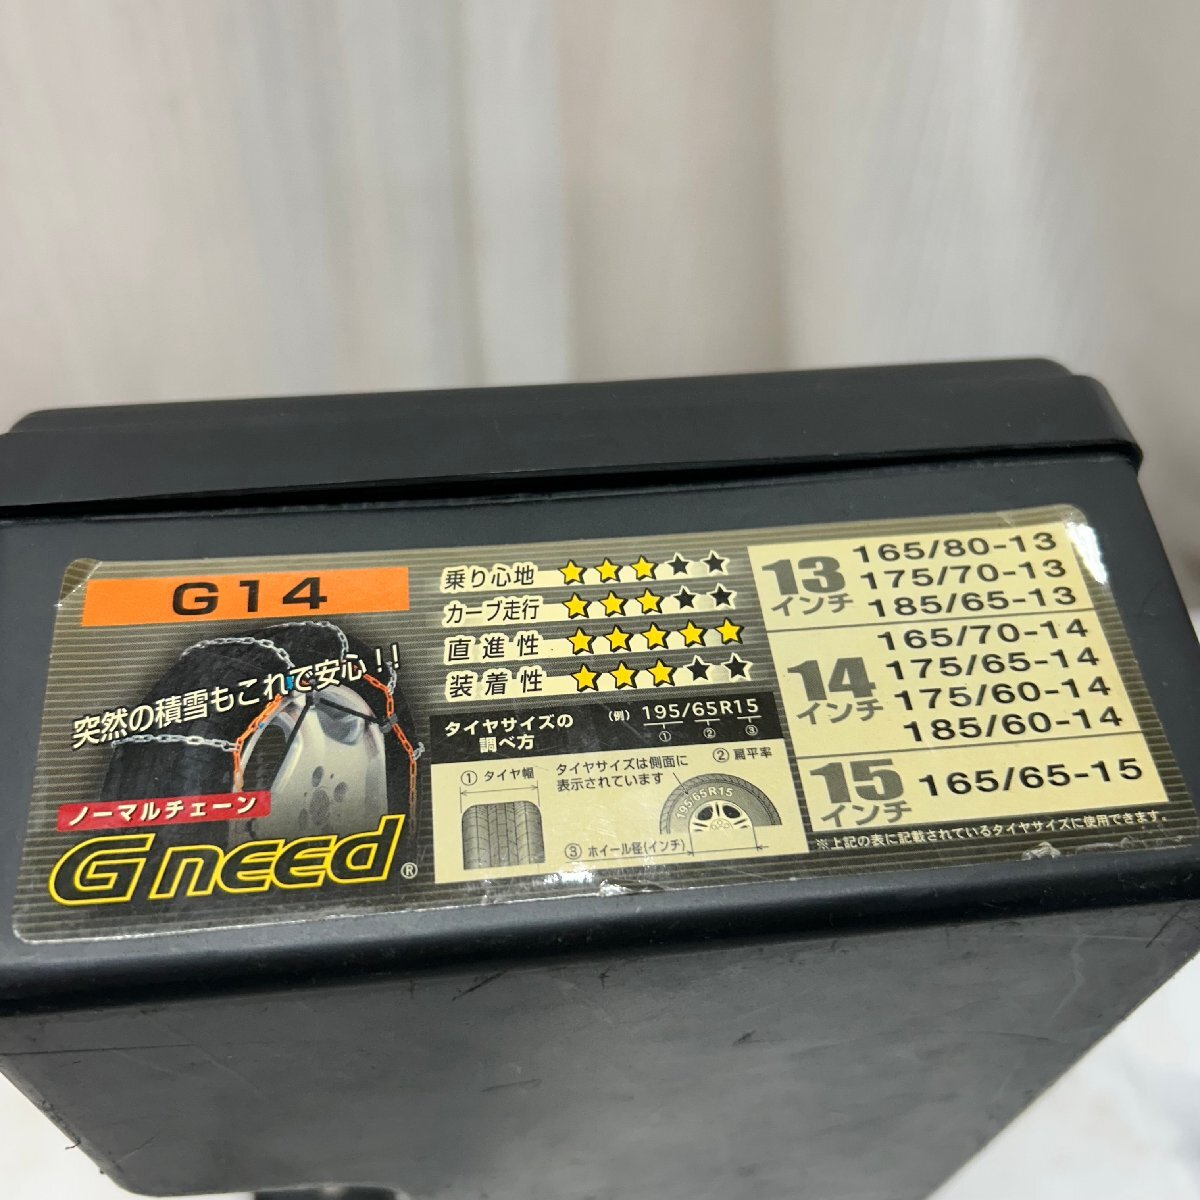 G14
突然の積雪もこれで安心!!
ノーマルチェーン
Gneed®
乗り心地 ★★★★★
カーブ走行 ★★★★★
直進性 ★★★★★
装着性 ★★★★★
タイヤサイズの
調べ方
(例) 195/65R15
① ② ③
① タイヤ幅
タイヤサイズは側面に
表示されています
② 扁平率
195/65R15
③ ホイール径(インチ)
13
インチ
165/80-13
175/70-13
185/65-13
14
インチ
165/70-14
175/65-14
175/60-14
185/60-14
15
インチ
165/65-15
※上記の表に記載されているタイヤサイズに使用できます。